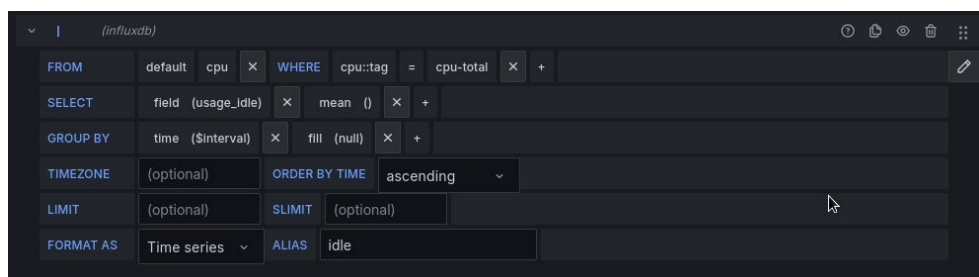 I (influxdb)
FROM default cpu × WHERE cpu::tag = cpu-total × +
SELECT field (usage_idle) × mean () × +
GROUP BY time ($interval) × fill (null) × +
TIMEZONE (optional) ORDER BY TIME ascending
LIMIT (optional) SLIMIT (optional)
FORMAT AS Time series ALIAS idle